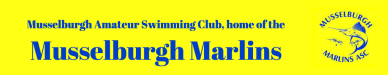 Musselburgh Amateur Swimming Club, home of the
Musselburgh Marlins
MUSSELBURGH
MARLINS ASC